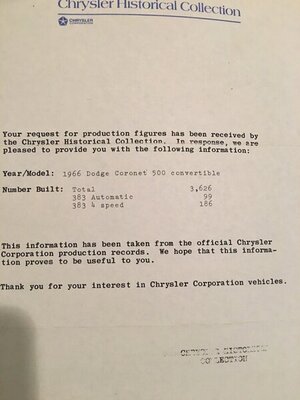 Chrysler Historical Collection
CHRYSLER
Your request for production figures has been received by
the Chrysler Historical Collection. In response, we are
pleased to provide you with the following information:
Year/Model: 1966 Dodge Coronet 500 convertible
Number Built: Total 3,626
383 Automatic 99
383 4 speed 186
This information has been taken from the official Chrysler
Corporation production records. We hope that this informa-
tion proves to be useful to you.
Thank you for your interest in Chrysler Corporation vehicles.
COLLECTION